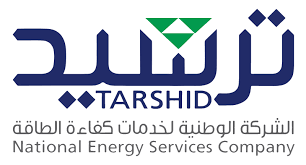 ترشيد
TARSHID
الشركة الوطنية لخدمات كفاءة الطاقة
National Energy Services Company